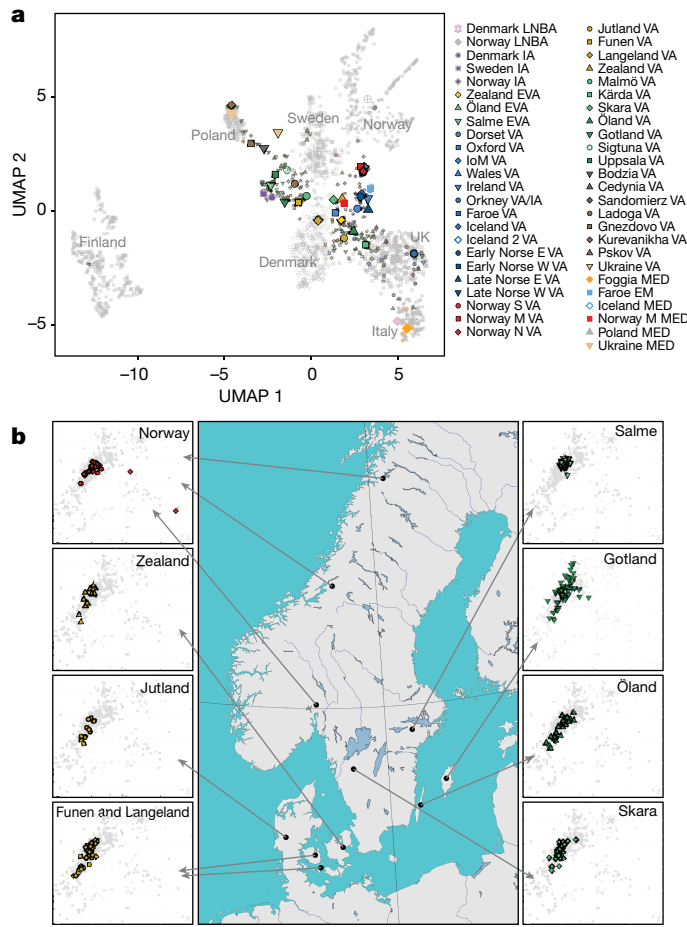 a
UMAP 2
5
0
−5
Sweden
Norway
Poland
Finland
Denmark
UK
Italy
−10
−5
0
5
UMAP 1
Denmark LNBA
Norway LNBA
Denmark IA
Sweden IA
Norway IA
Zealand EVA
Öland EVA
Salme EVA
Dorset VA
Oxford VA
IoM VA
Wales VA
Ireland VA
Orkney VA/IA
Faroe VA
Iceland VA
Iceland 2 VA
Early Norse E VA
Early Norse W VA
Late Norse E VA
Late Norse W VA
Norway S VA
Norway M VA
Norway N VA
Jutland VA
Funen VA
Langeland VA
Zealand VA
Malmö VA
Kärda VA
Skara VA
Öland VA
Gotland VA
Sigtuna VA
Uppsala VA
Bodzia VA
Cedynia VA
Sandomierz VA
Ladoga VA
Gnezdovo VA
Kurevanikha VA
Pskov VA
Ukraine VA
Foggia MED
Faroe EM
Iceland MED
Norway M MED
Poland MED
Ukraine MED
b
Norway
Zealand
Jutland
Funen and Langeland
Salme
Gotland
Öland
Skara